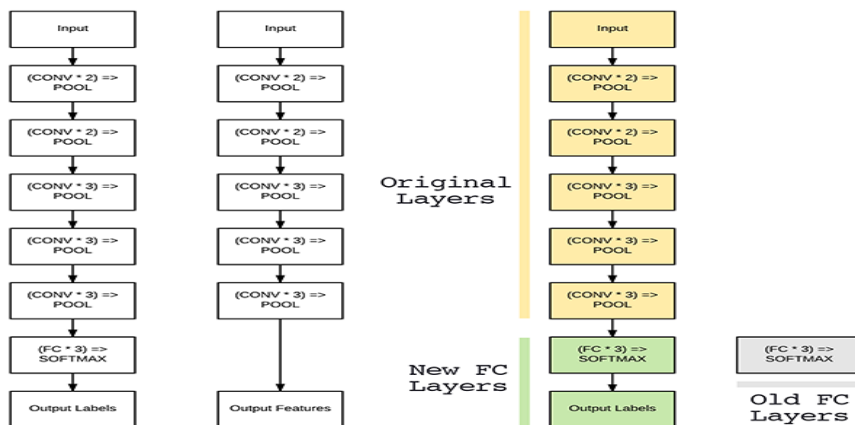 Input
(CONV * 2) =>
POOL
(CONV * 2) =>
POOL
(CONV * 3) =>
POOL
(CONV * 3) =>
POOL
(CONV * 3) =>
POOL
(FC * 3) =>
SOFTMAX
Output Labels
Input
(CONV * 2) =>
POOL
(CONV * 2) =>
POOL
(CONV * 3) =>
POOL
(CONV * 3) =>
POOL
(CONV * 3) =>
POOL
Output Features
Original
Layers
New FC
Layers
Input
(CONV * 2) =>
POOL
(CONV * 2) =>
POOL
(CONV * 3) =>
POOL
(CONV * 3) =>
POOL
(CONV * 3) =>
POOL
(FC * 3) =>
SOFTMAX
Output Labels
(FC * 3) =>
SOFTMAX
Old FC
Layers